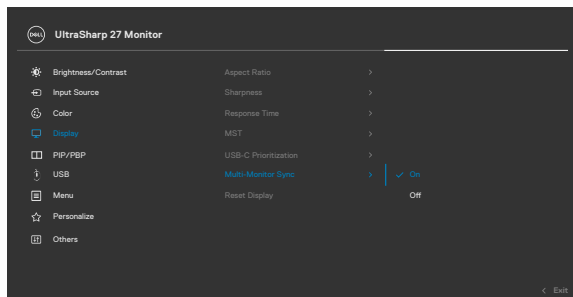 DELL UltraSharp 27 Monitor
Brightness/Contrast Aspect Ratio >
Input Source Sharpness >
Color Response Time >
Display MST >
PIP/PBP USB-C Prioritization >
USB Multi-Monitor Sync > ✓ On
Menu Reset Display Off
Personalize
Others
< Exit